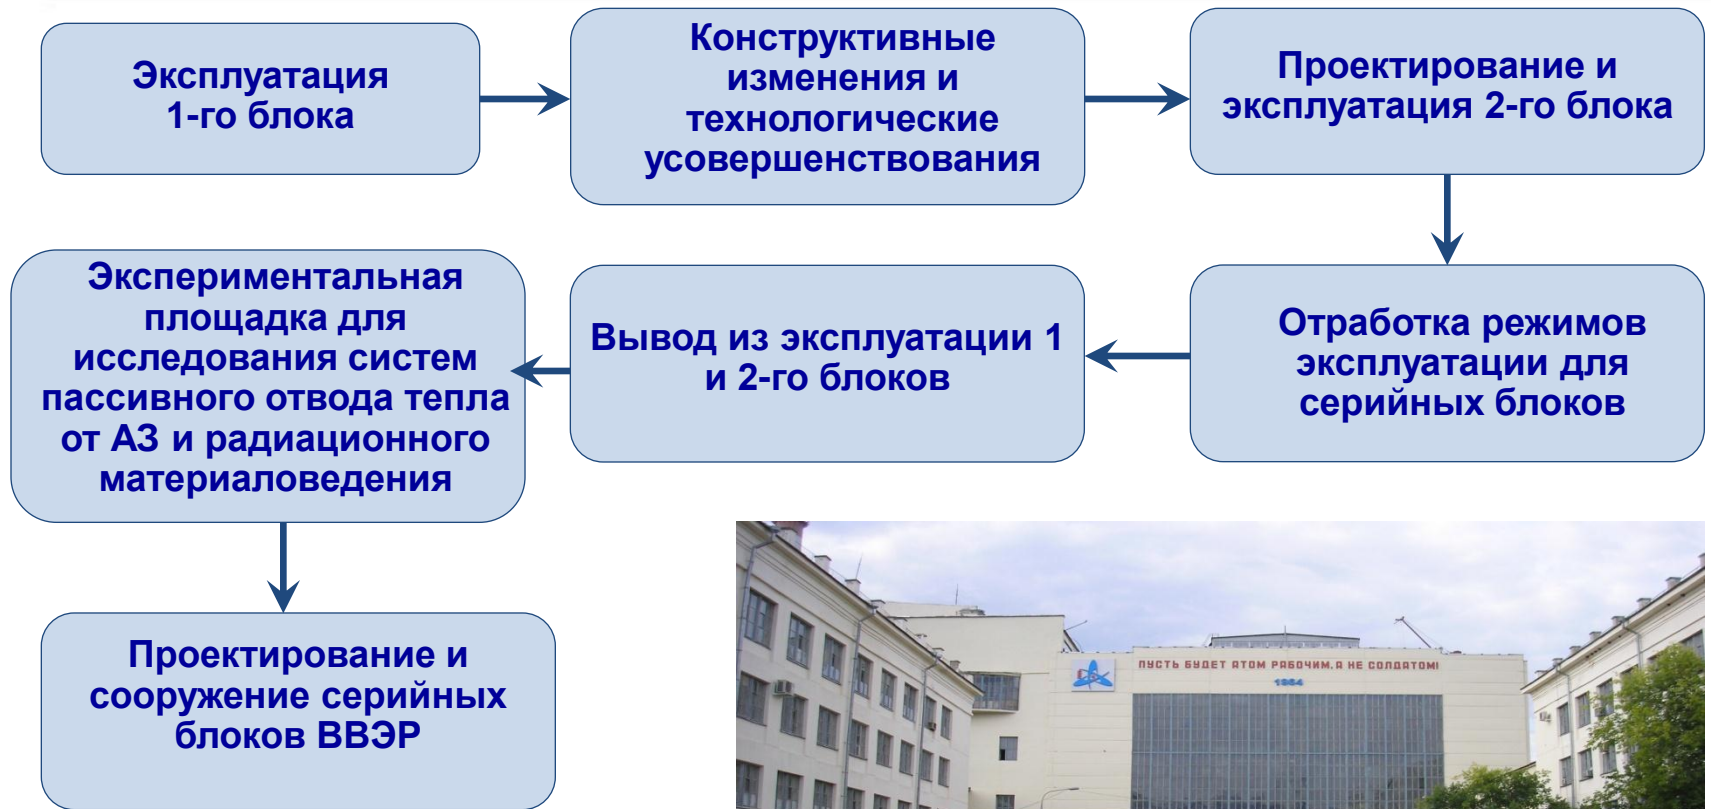 Эксплуатация
1-го блока
Конструктивные
изменения и
технологические
усовершенствования
Проектирование и
эксплуатация 2-го блока
Отработка режимов
эксплуатации для
серийных блоков
Вывод из эксплуатации 1
и 2-го блоков
Экспериментальная
площадка для
исследования систем
пассивного отвода тепла
от АЗ и радиационного
материаловедения
Проектирование и
сооружение серийных
блоков ВВЭР
ПУСТЬ БУДЕТ АТОМ РАБОЧИМ, А НЕ СОЛДАТОМ!
1964